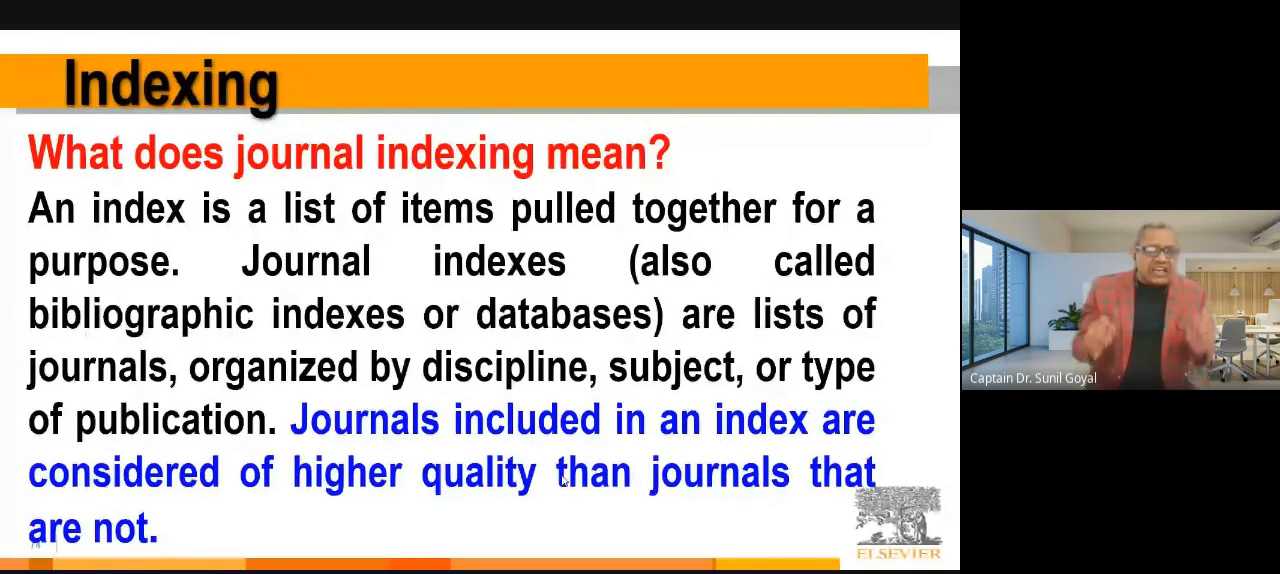 Indexing
What does journal indexing mean?
An index is a list of items pulled together for a
purpose. Journal indexes (also called
bibliographic indexes or databases) are lists of
journals, organized by discipline, subject, or type
of publication. Journals included in an index are
considered of higher quality than journals that
are not.
ELSEVIER
Captain Dr. Sunil Goyal